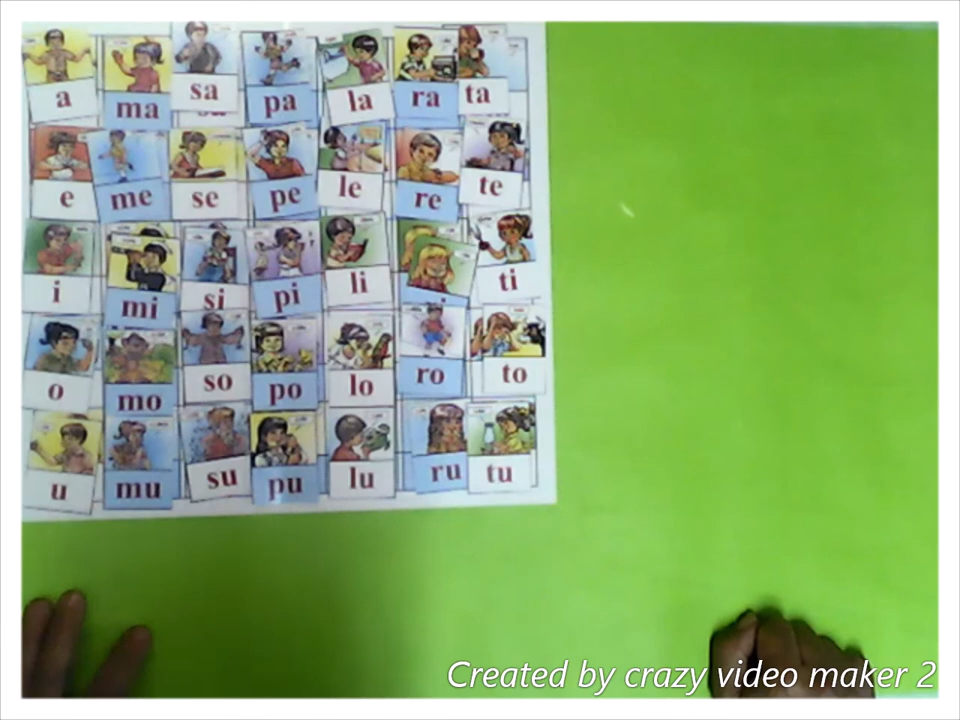 a ma sa pa la ra ta
e me se pe le re te
i mi si pi li ti
o mo so po lo ro to
u mu su pu lu ru tu
Created by crazy video maker 2